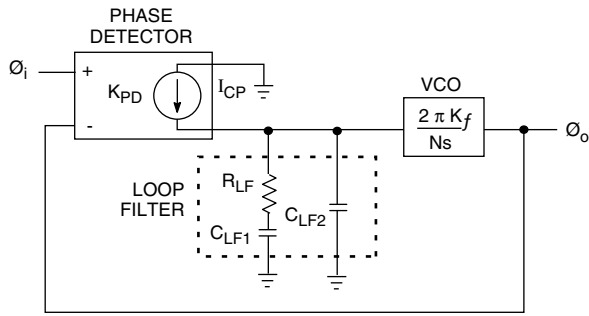 PHASE
DETECTOR
Øi
+
-
KPD
ICP
VCO
2 π Kf
Ns
Øo
LOOP
FILTER
RLF
CLF1
CLF2